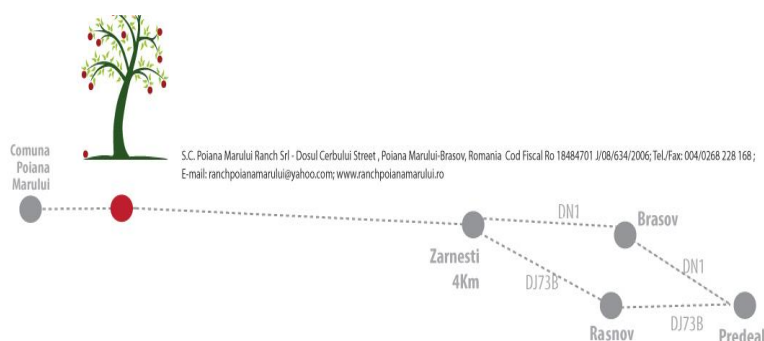 S.C. Poiana Marului Ranch Srl - Dosul Cerbului Street , Poiana Marului-Brasov, Romania Cod Fiscal Ro 18484701 J/08/634/2006; Tel./Fax: 004/0268 228 168 ;
E-mail: ranchpoianamarului@yahoo.com; www.ranchpoianamarului.ro
Comuna
Poiana
Marului
DN1
Brasov
Zarnesti
4Km
DJ73B
DN1
Rasnov
DJ73B
Predeal